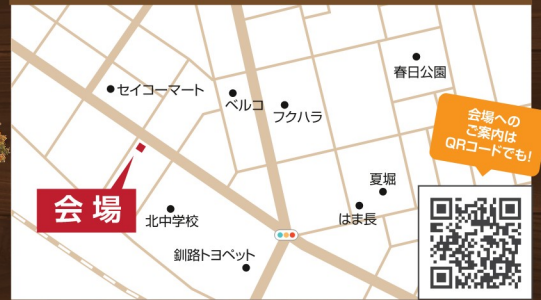 春日公園
セイコーマート
ベルコ
フクハラ
会場への
ご案内は
QRコードでも!
夏堀
はま長
会場
北中学校
釧路トヨペット